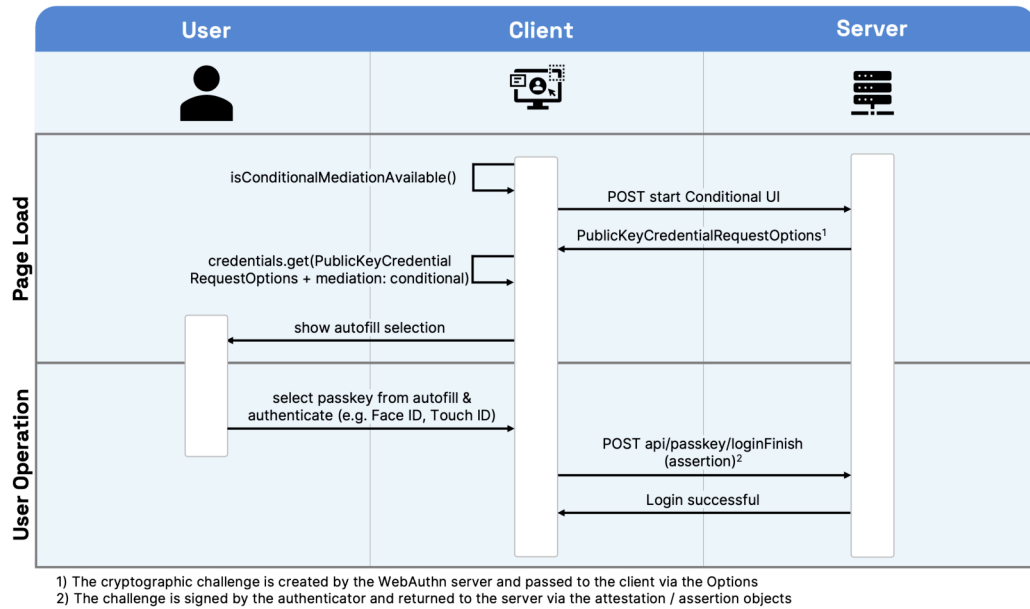 User
Client
Server
Page Load
isConditionalMediationAvailable()
POST start Conditional UI
PublicKeyCredentialRequestOptions¹
credentials.get(PublicKeyCredential
RequestOptions + mediation: conditional)
show autofill selection
User Operation
select passkey from autofill &
authenticate (e.g. Face ID, Touch ID)
POST api/passkey/loginFinish
(assertion)²
Login successful
1) The cryptographic challenge is created by the WebAuthn server and passed to the client via the Options
2) The challenge is signed by the authenticator and returned to the server via the attestation / assertion objects